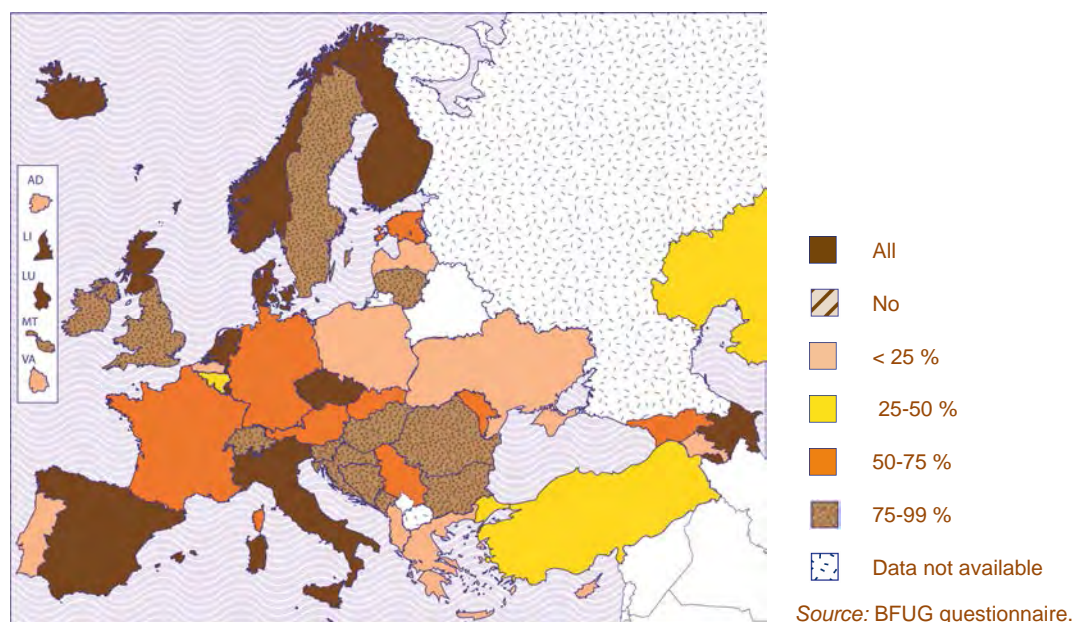 AD
LI
LU
MT
VA
All
No
< 25 %
25-50 %
50-75 %
75-99 %
Data not available
Source: BFUG questionnaire.